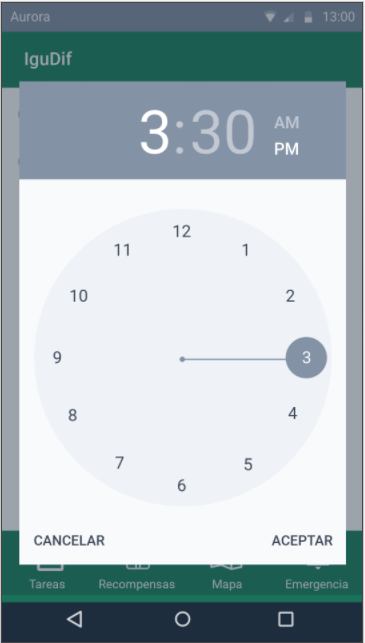 Aurora 13:00
IguDif
3:30 AM
PM
12
11 1
10 2
9 3
8 4
7 5
6
CANCELAR ACEPTAR
Tareas Recompensas Mapa Emergencia